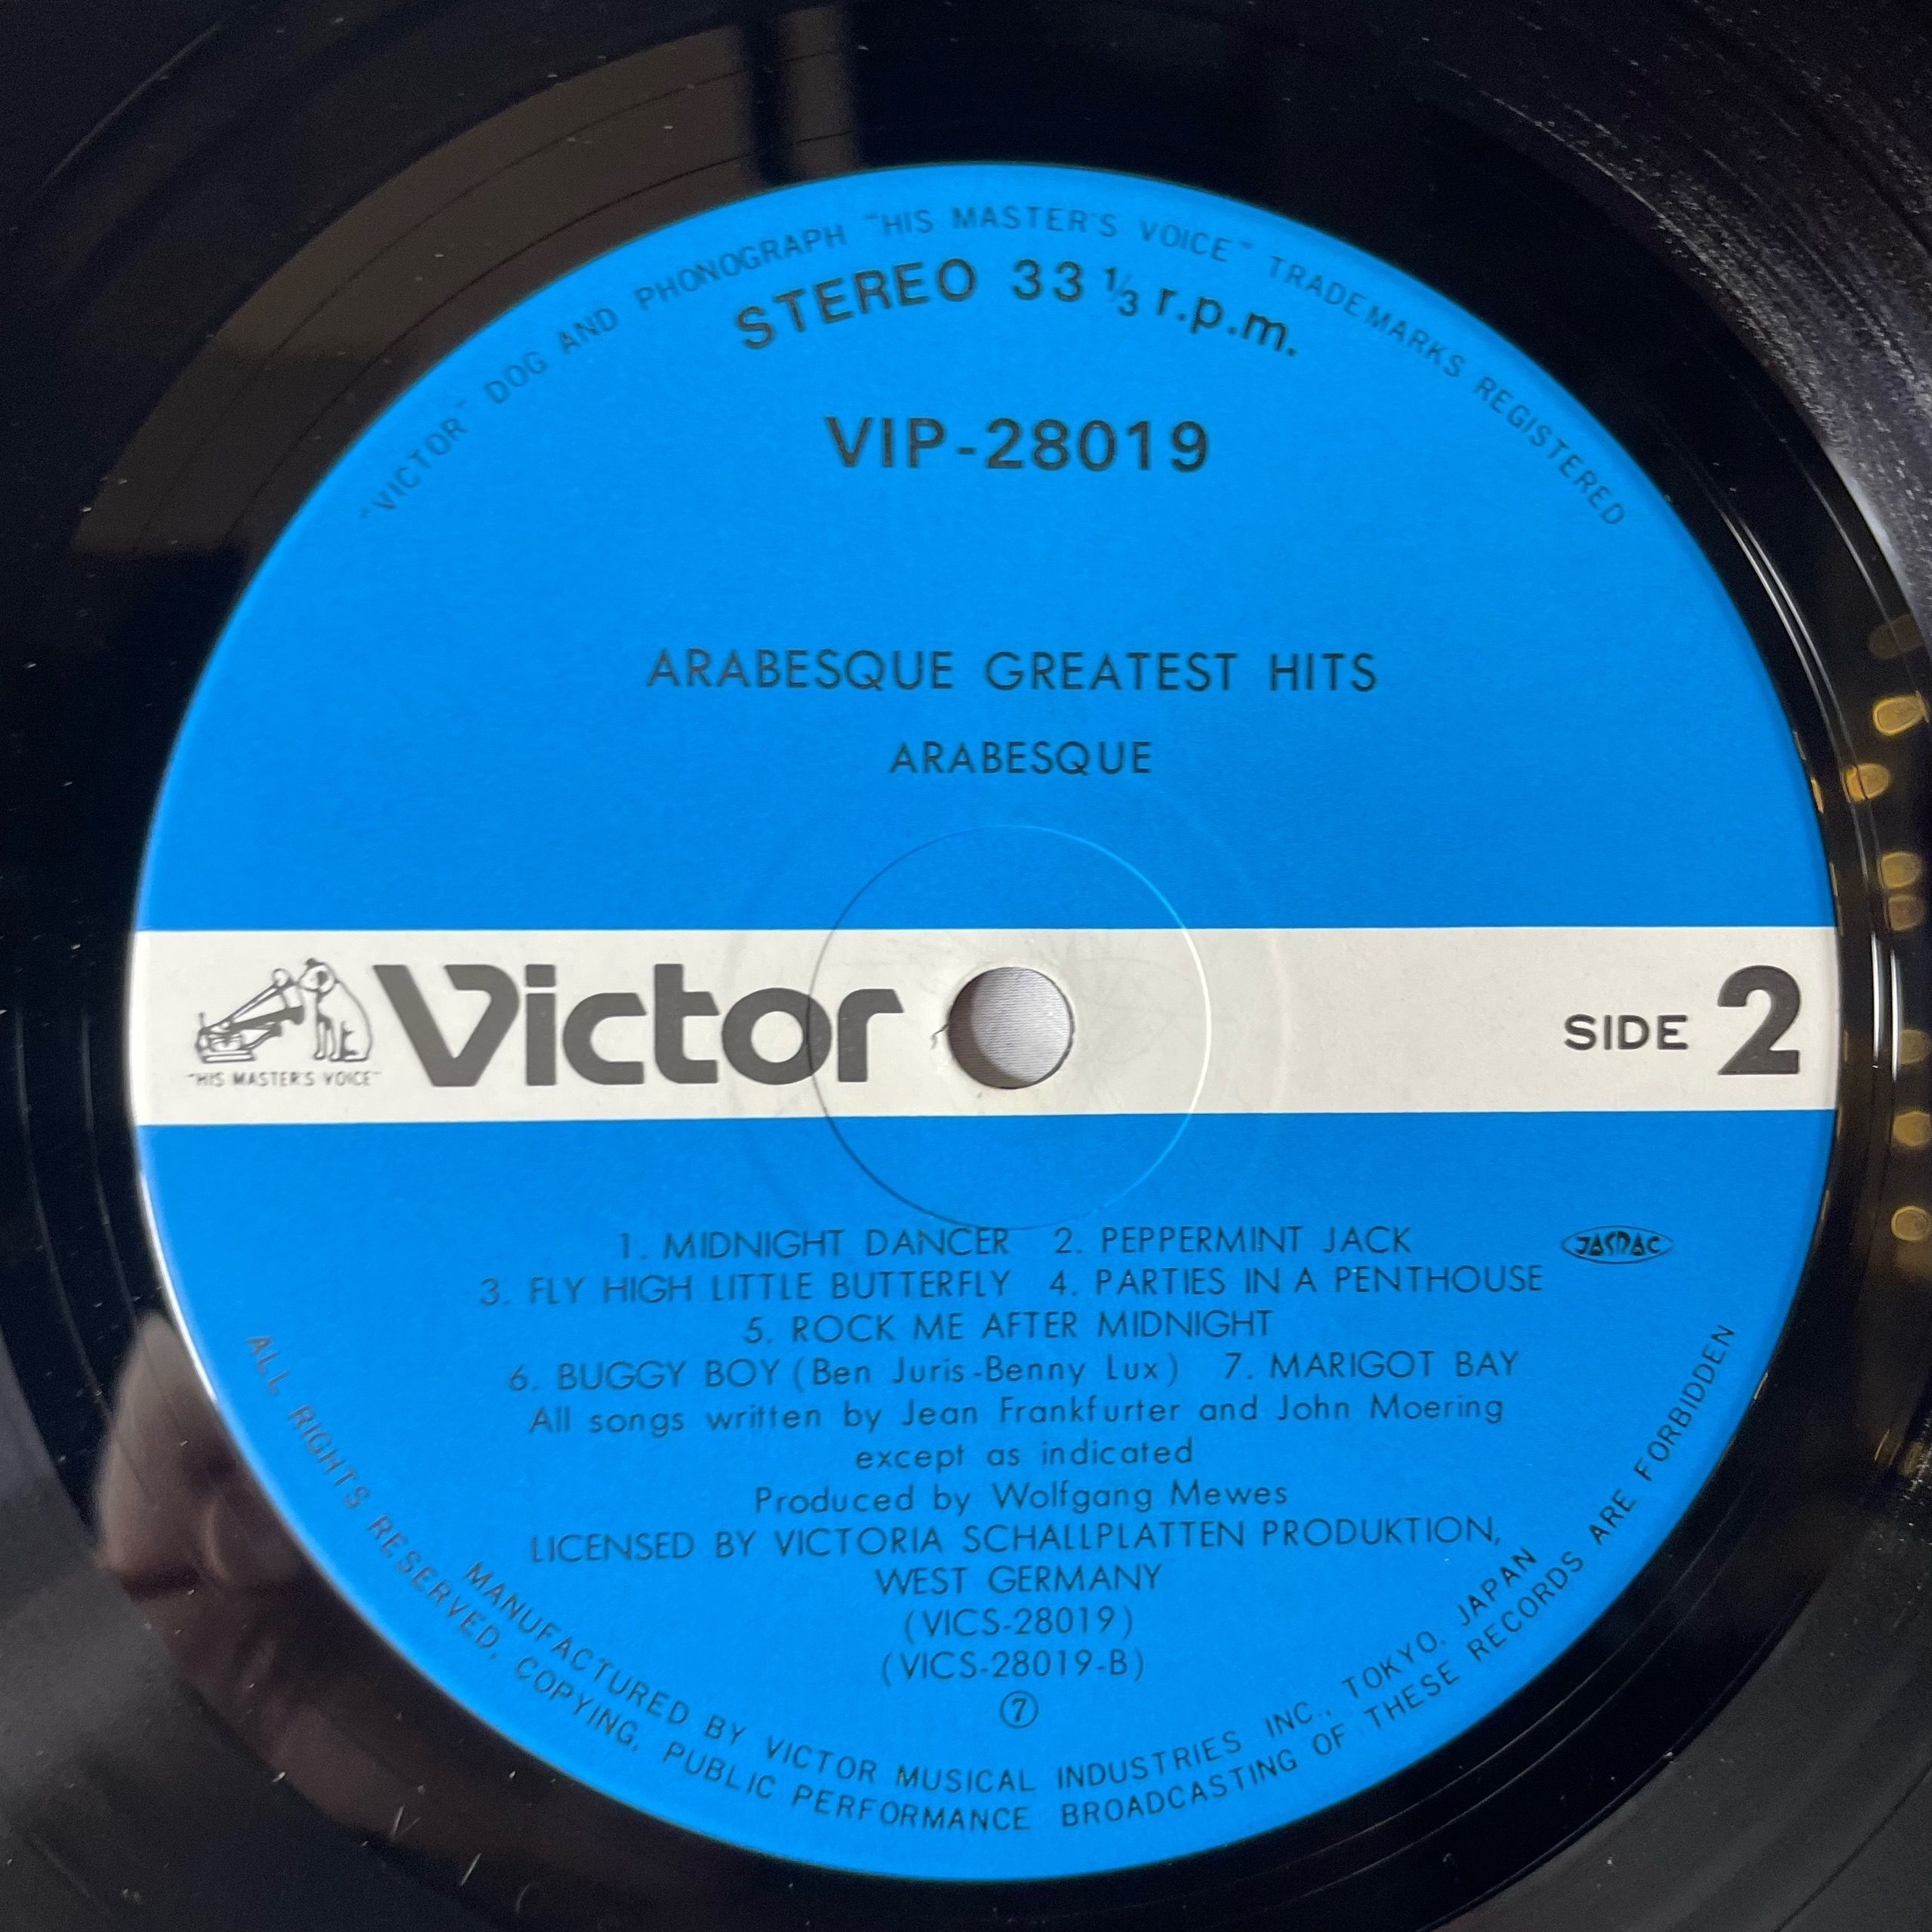 "VICTOR" DOG AND PHONOGRAPH "HIS MASTER'S VOICE" TRADEMARKS REGISTERED
STEREO 33 1/3 r.p.m.
VIP-28019
ARABESQUE GREATEST HITS
ARABESQUE
"HIS MASTER'S VOICE"
Victor
SIDE 2
1. MIDNIGHT DANCER 2. PEPPERMINT JACK
JASRAC
3. FLY HIGH LITTLE BUTTERFLY 4. PARTIES IN A PENTHOUSE
5. ROCK ME AFTER MIDNIGHT
6. BUGGY BOY (Ben Juris-Benny Lux) 7. MARIGOT BAY
All songs written by Jean Frankfurter and John Moering
except as indicated
Produced by Wolfgang Mewes
LICENSED BY VICTORIA SCHALLPLATTEN PRODUKTION,
WEST GERMANY
(VICS-28019)
(VICS-28019-B)
⑦
MANUFACTURED BY VICTOR MUSICAL INDUSTRIES INC., TOKYO, JAPAN
ALL RIGHTS RESERVED, COPYING, PUBLIC PERFORMANCE BROADCASTING OF THESE RECORDS ARE FORBIDDEN